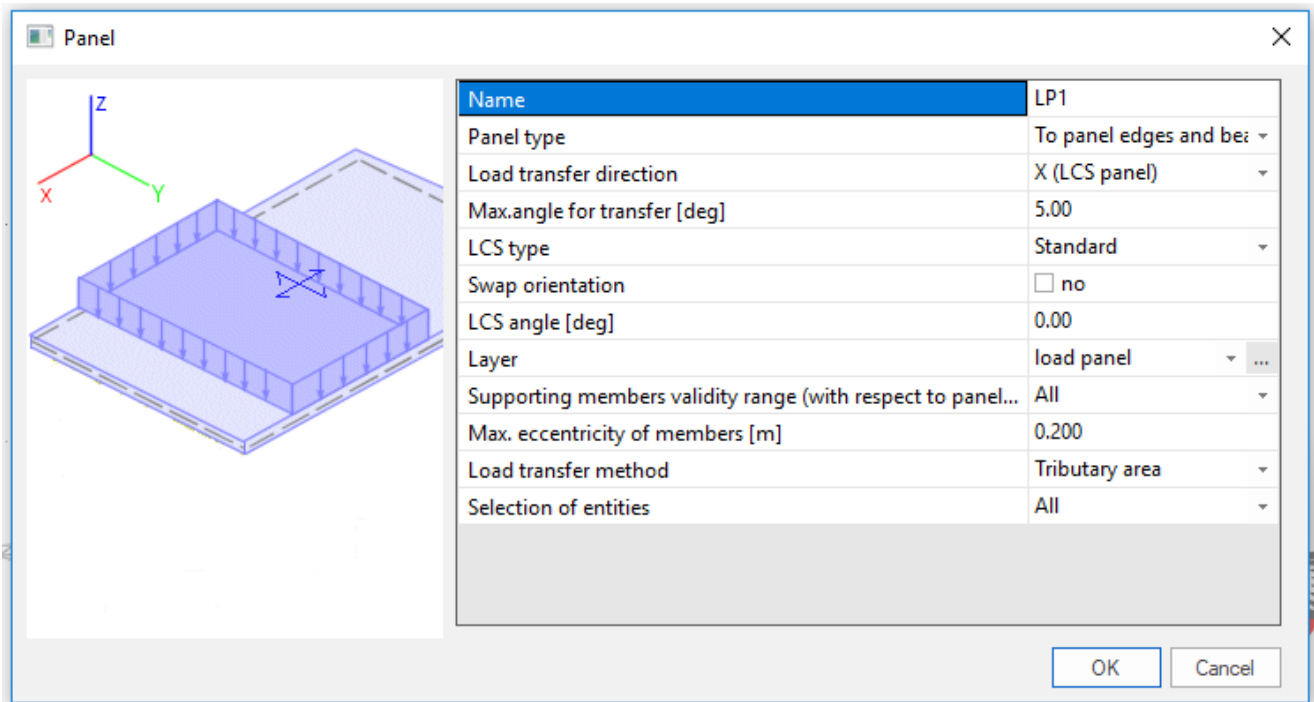 Panel
Z
X
Y
Name LP1
Panel type To panel edges and bea
Load transfer direction X (LCS panel)
Max.angle for transfer [deg] 5.00
LCS type Standard
Swap orientation no
LCS angle [deg] 0.00
Layer load panel ...
Supporting members validity range (with respect to panel... All
Max. eccentricity of members [m] 0.200
Load transfer method Tributary area
Selection of entities All
OK Cancel